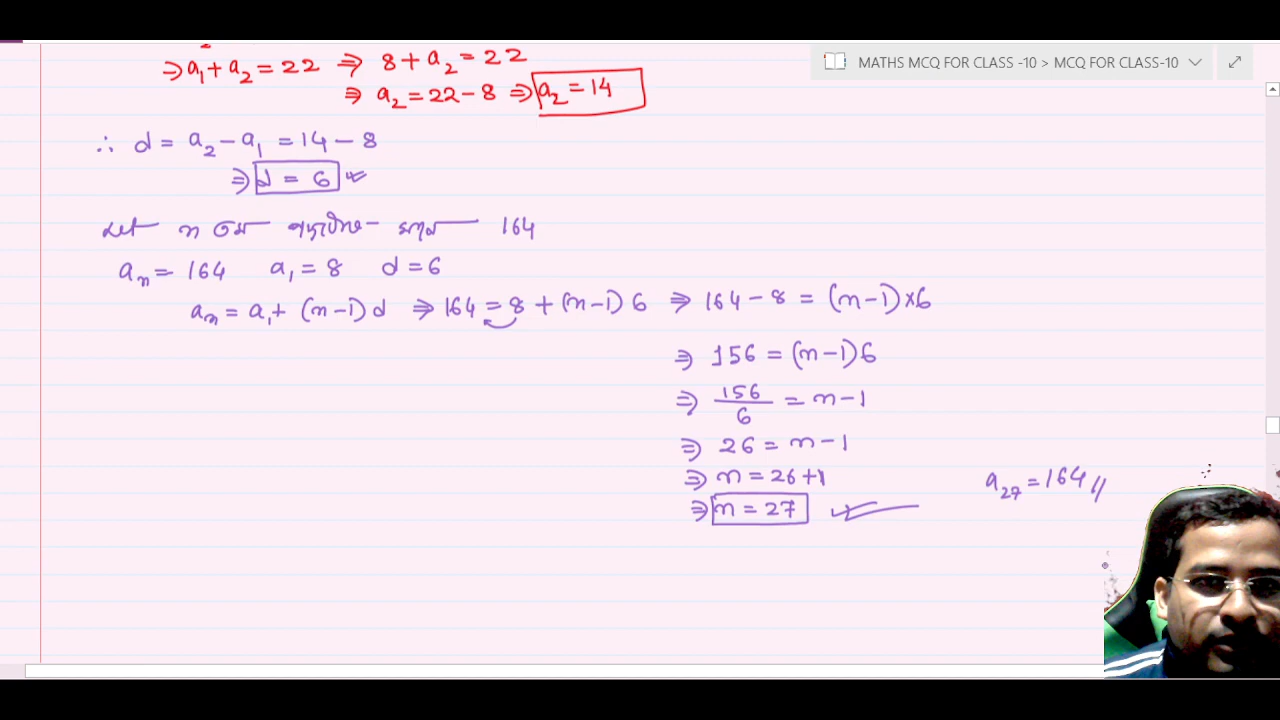 MATHS MCQ FOR CLASS -10 > MCQ FOR CLASS-10
⇒ a₁ + a₂ = 22 ⇒ 8 + a₂ = 22
⇒ a₂ = 22 - 8 ⇒ a₂ = 14
∴ d = a₂ - a₁ = 14 - 8
⇒ d = 6
Let n তম 164
aₙ = 164 a₁ = 8 d = 6
aₙ = a₁ + (n-1) d ⇒ 164 = 8 + (n-1) 6 ⇒ 164 - 8 = (n-1) × 6
⇒ 156 = (n-1) 6
⇒ 156/6 = n-1
⇒ 26 = n-1
⇒ n = 26 + 1
⇒ n = 27
a₂₇ = 164 //